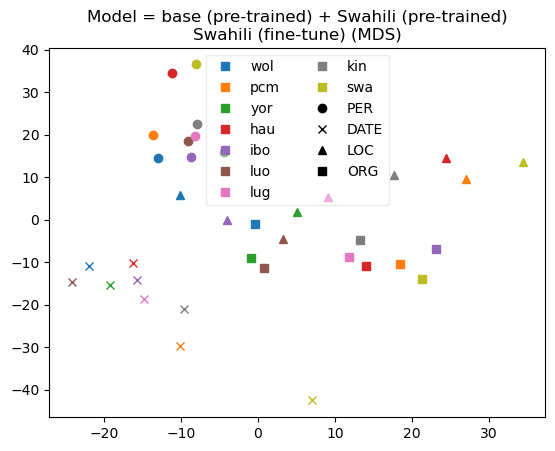 Model = base (pre-trained) + Swahili (pre-trained)
Swahili (fine-tune) (MDS)
40
30
20
10
0
−10
−20
−30
−40
wol
pcm
yor
hau
ibo
luo
lug
kin
swa
PER
DATE
LOC
ORG
−20
−10
0
10
20
30